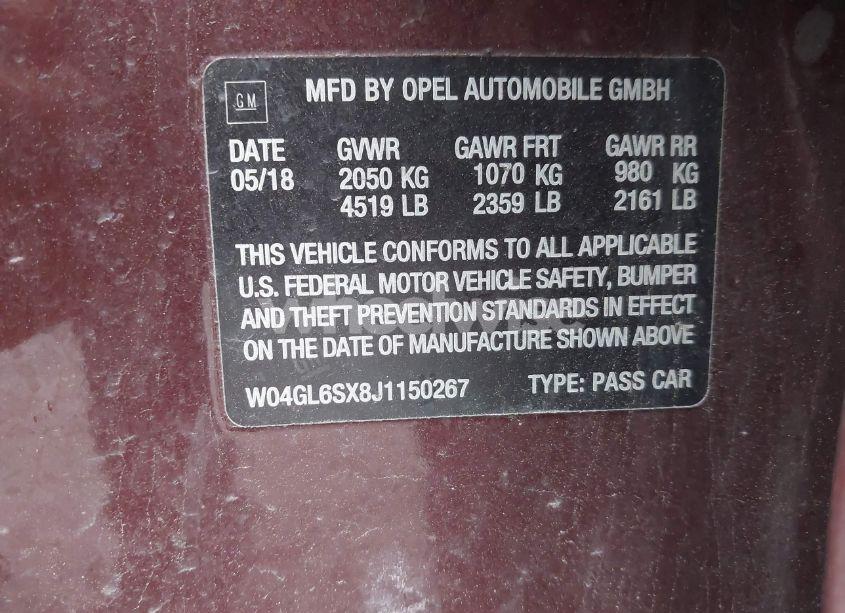 GM
MFD BY OPEL AUTOMOBILE GMBH
DATE GVWR GAWR FRT GAWR RR
05/18 2050 KG 1070 KG 980 KG
4519 LB 2359 LB 2161 LB
THIS VEHICLE CONFORMS TO ALL APPLICABLE
U.S. FEDERAL MOTOR VEHICLE SAFETY, BUMPER
AND THEFT PREVENTION STANDARDS IN EFFECT
ON THE DATE OF MANUFACTURE SHOWN ABOVE
W04GL6SX8J1150267 TYPE: PASS CAR